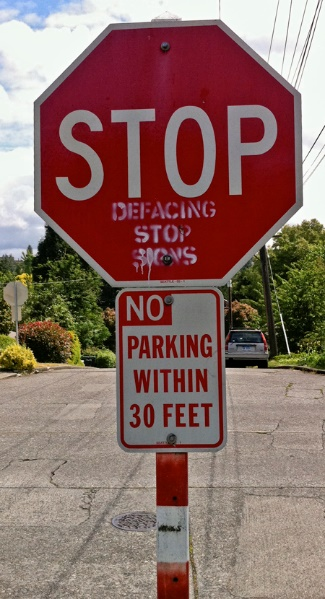 STOP
DEFACING
STOP
SIGNS
NO
PARKING
WITHIN
30 FEET